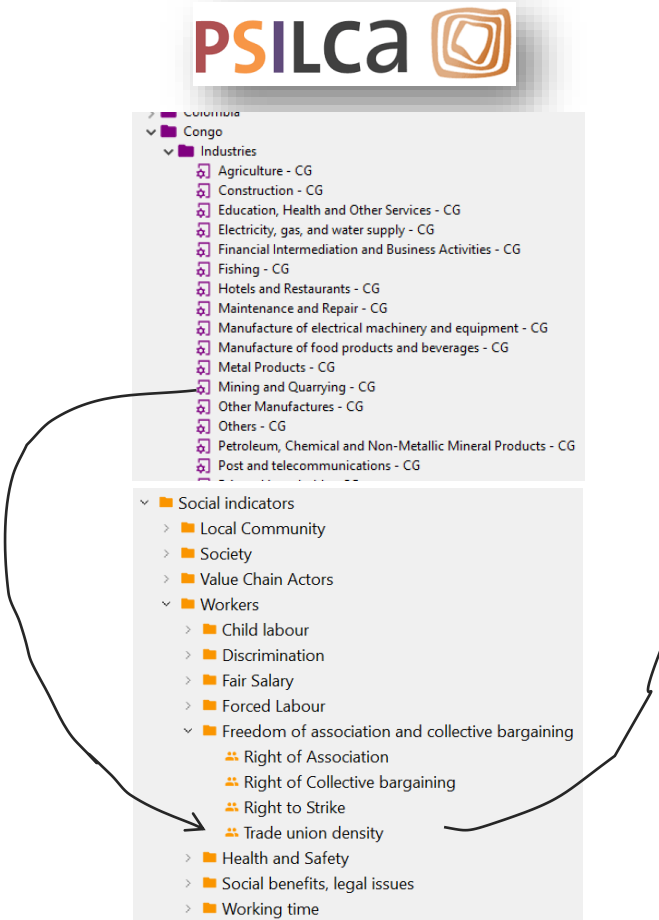 PSILCA
Colombia
Congo
Industries
Agriculture - CG
Construction - CG
Education, Health and Other Services - CG
Electricity, gas, and water supply - CG
Financial Intermediation and Business Activities - CG
Fishing - CG
Hotels and Restaurants - CG
Maintenance and Repair - CG
Manufacture of electrical machinery and equipment - CG
Manufacture of food products and beverages - CG
Metal Products - CG
Mining and Quarrying - CG
Other Manufactures - CG
Others - CG
Petroleum, Chemical and Non-Metallic Mineral Products - CG
Post and telecommunications - CG
Social indicators
Local Community
Society
Value Chain Actors
Workers
Child labour
Discrimination
Fair Salary
Forced Labour
Freedom of association and collective bargaining
Right of Association
Right of Collective bargaining
Right to Strike
Trade union density
Health and Safety
Social benefits, legal issues
Working time